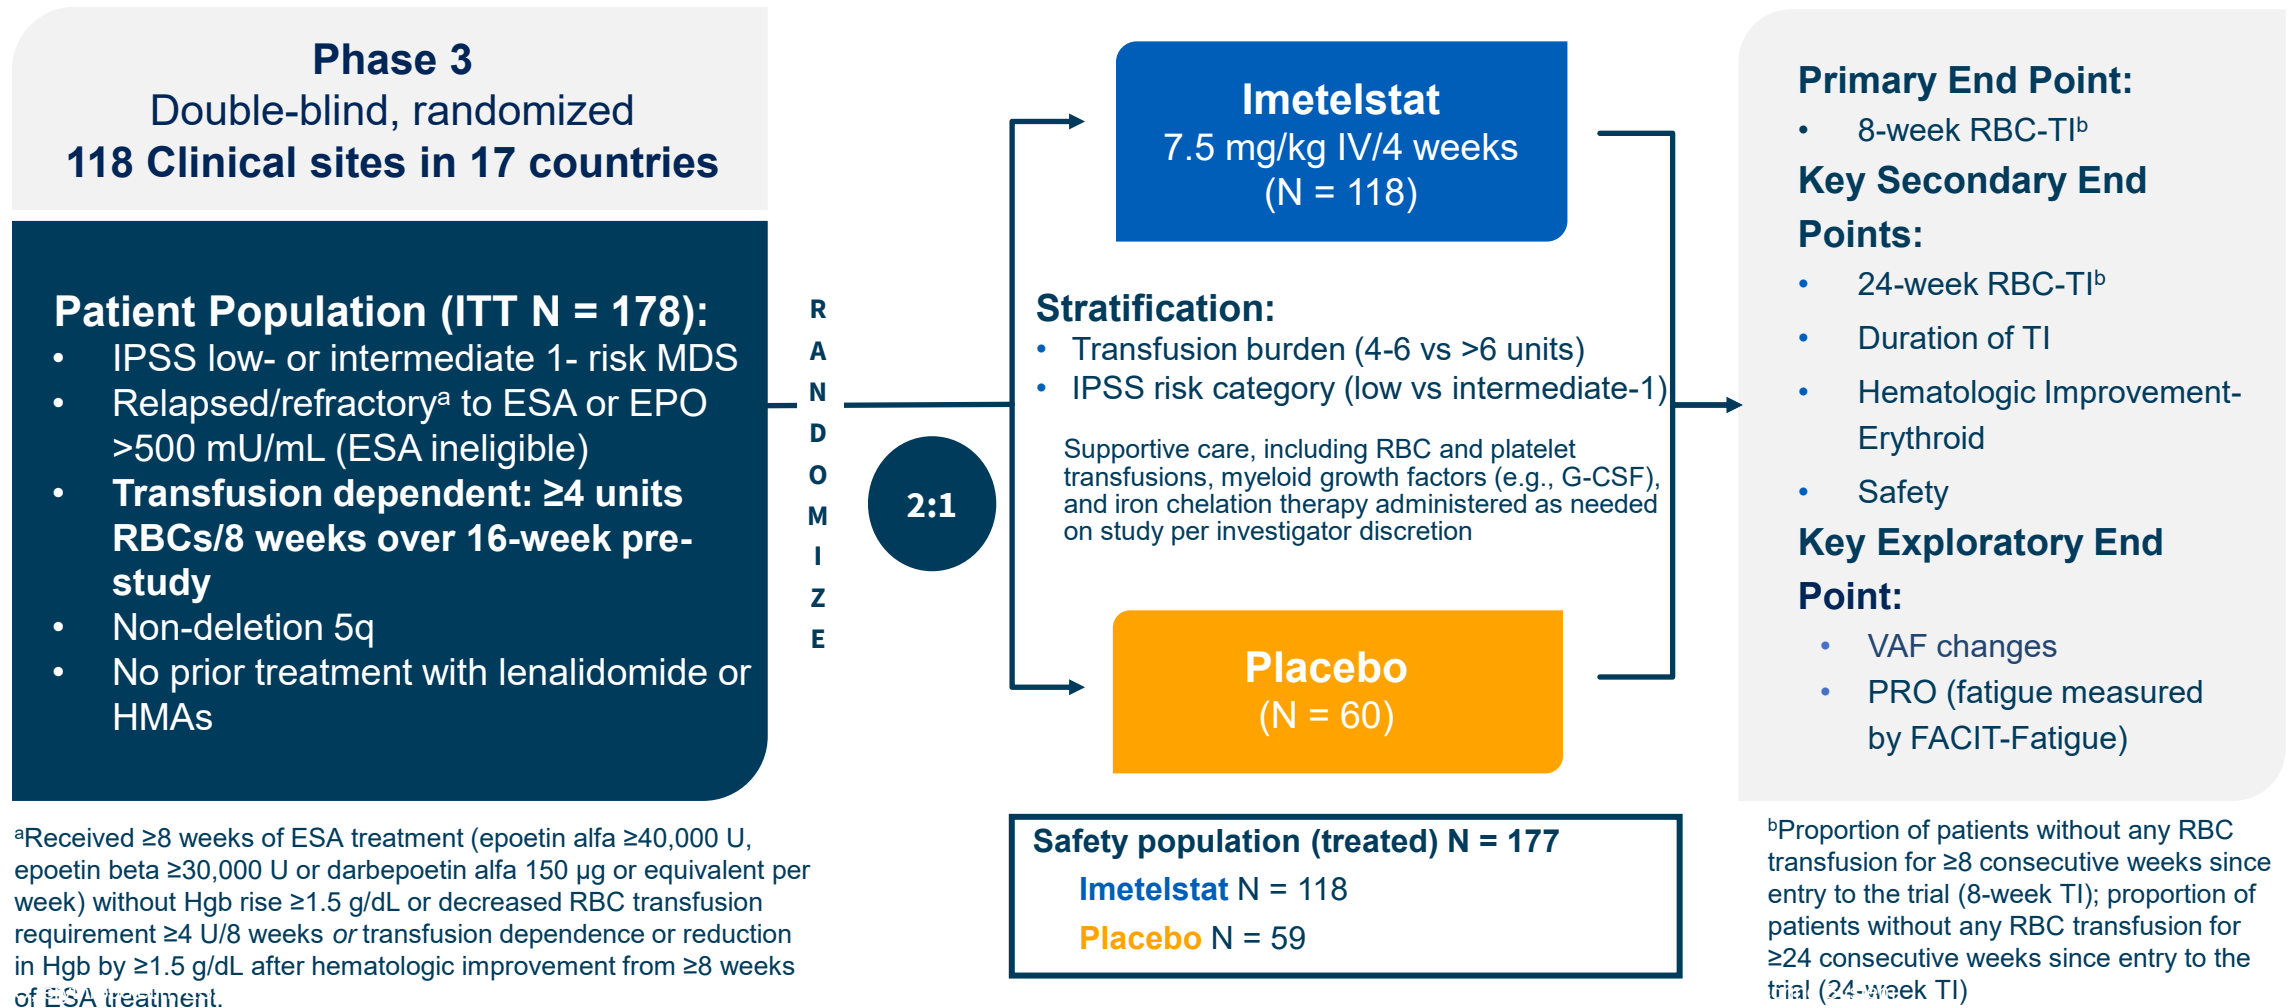 Phase 3
Double-blind, randomized
118 Clinical sites in 17 countries
Patient Population (ITT N = 178):
• IPSS low- or intermediate 1- risk MDS
• Relapsed/refractoryᵃ to ESA or EPO
>500 mU/mL (ESA ineligible)
• Transfusion dependent: ≥4 units
RBCs/8 weeks over 16-week pre-
study
• Non-deletion 5q
• No prior treatment with lenalidomide or
HMAs
ᵃReceived ≥8 weeks of ESA treatment (epoetin alfa ≥40,000 U,
epoetin beta ≥30,000 U or darbepoetin alfa 150 µg or equivalent per
week) without Hgb rise ≥1.5 g/dL or decreased RBC transfusion
requirement ≥4 U/8 weeks or transfusion dependence or reduction
in Hgb by ≥1.5 g/dL after hematologic improvement from ≥8 weeks
of ESA treatment.
R
A
N
D
O
M
I
Z
E
2:1
Imetelstat
7.5 mg/kg IV/4 weeks
(N = 118)
Stratification:
• Transfusion burden (4-6 vs >6 units)
• IPSS risk category (low vs intermediate-1)
Supportive care, including RBC and platelet
transfusions, myeloid growth factors (e.g., G-CSF),
and iron chelation therapy administered as needed
on study per investigator discretion
Placebo
(N = 60)
Safety population (treated) N = 177
Imetelstat N = 118
Placebo N = 59
Primary End Point:
• 8-week RBC-TIᵇ
Key Secondary End
Points:
• 24-week RBC-TIᵇ
• Duration of TI
• Hematologic Improvement-
Erythroid
• Safety
Key Exploratory End
Point:
• VAF changes
• PRO (fatigue measured
by FACIT-Fatigue)
ᵇProportion of patients without any RBC
transfusion for ≥8 consecutive weeks since
entry to the trial (8-week TI); proportion of
patients without any RBC transfusion for
≥24 consecutive weeks since entry to the
trial (24-week TI)